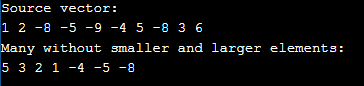 Source vector:
1 2 -8 -5 -9 -4 5 -8 3 6
Many without smaller and larger elements:
5 3 2 1 -4 -5 -8